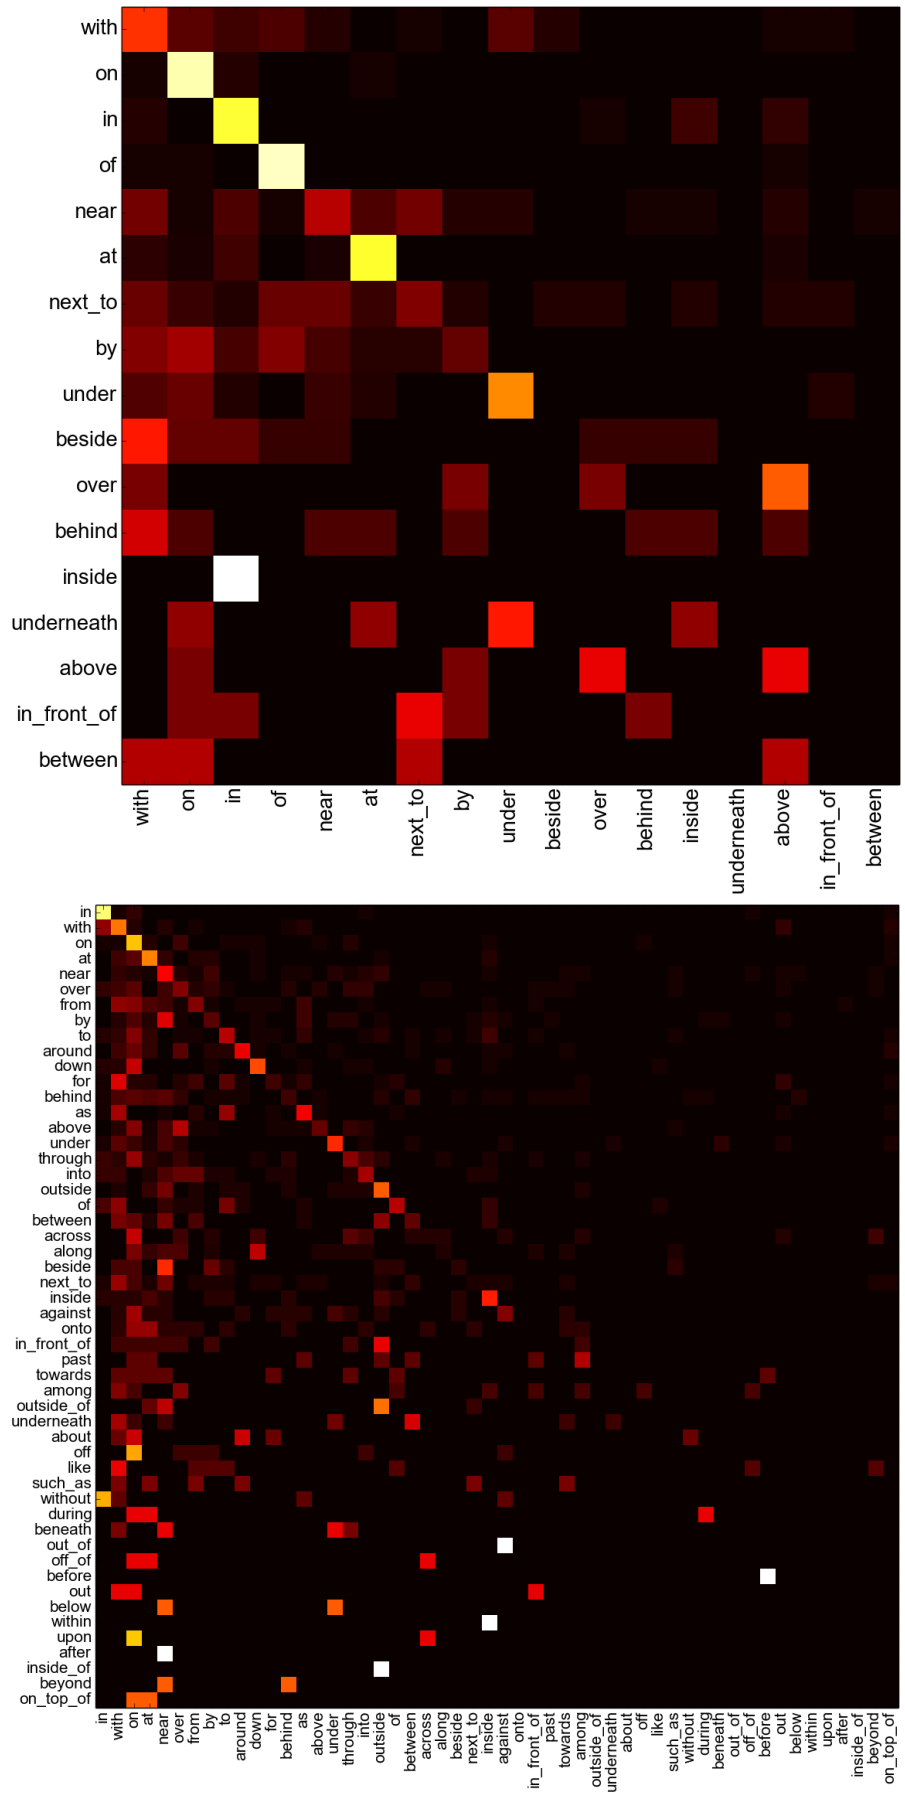 with
on
in
of
near
at
next_to
by
under
beside
over
behind
inside
underneath
above
in_front_of
between
with
on
in
of
near
at
next_to
by
under
beside
over
behind
inside
underneath
above
in_front_of
between
in
with
on
at
near
over
from
by
to
around
down
for
behind
as
above
under
through
into
outside
of
between
across
along
beside
next_to
inside
against
onto
in_front_of
past
towards
among
outside_of
underneath
about
off
like
such_as
without
during
beneath
out_of
off_of
before
out
below
within
upon
after
inside_of
beyond
on_top_of
in
with
on
at
near
over
from
by
to
around
down
for
behind
as
above
under
through
into
outside
of
between
across
along
beside
next_to
inside
against
onto
in_front_of
past
towards
among
outside_of
underneath
about
off
like
such_as
without
during
beneath
out_of
off_of
before
out
below
within
upon
after
inside_of
beyond
on_top_of